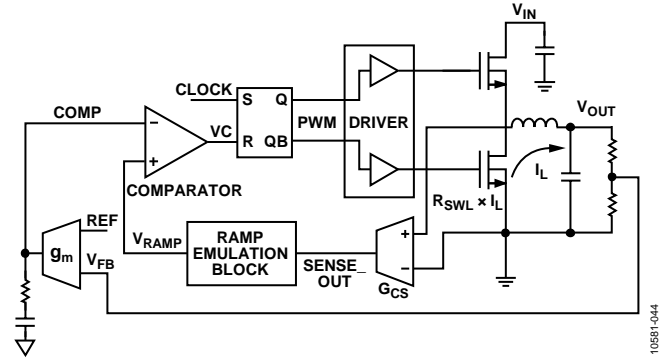 V_IN
CLOCK
S
Q
COMP
PWM
DRIVER
V_OUT
−
VC
R
QB
+
COMPARATOR
I_L
R_SWL × I_L
REF
V_RAMP
RAMP
EMULATION
BLOCK
+
g_m
V_FB
SENSE_
OUT
−
G_CS
10581-044